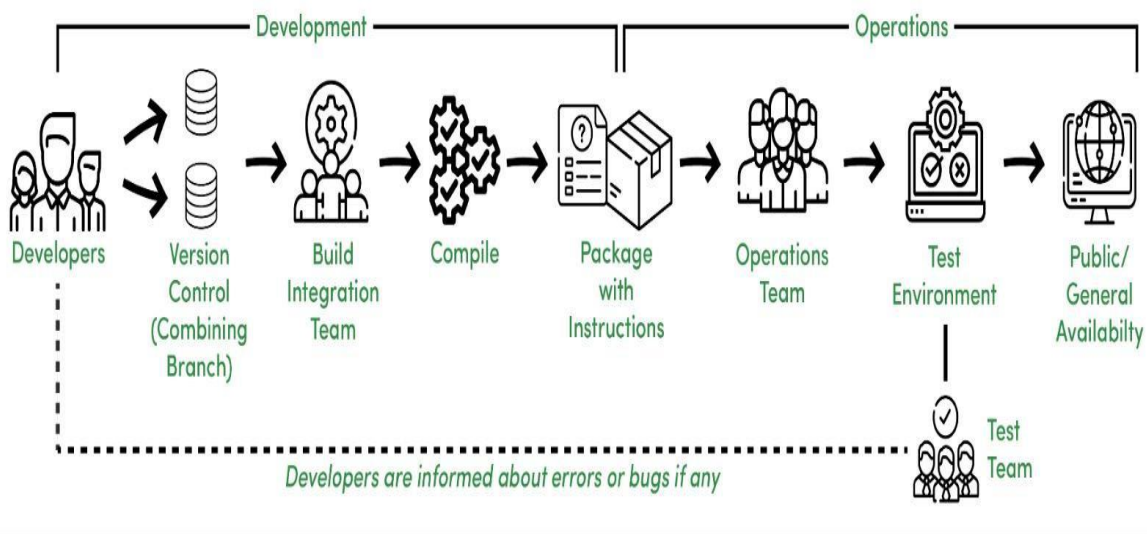 Development
Operations
Developers
Version
Control
(Combining
Branch)
Build
Integration
Team
Compile
?
Package
with
Instructions
Operations
Team
Test
Environment
Public/
General
Availabilty
Test
Team
Developers are informed about errors or bugs if any